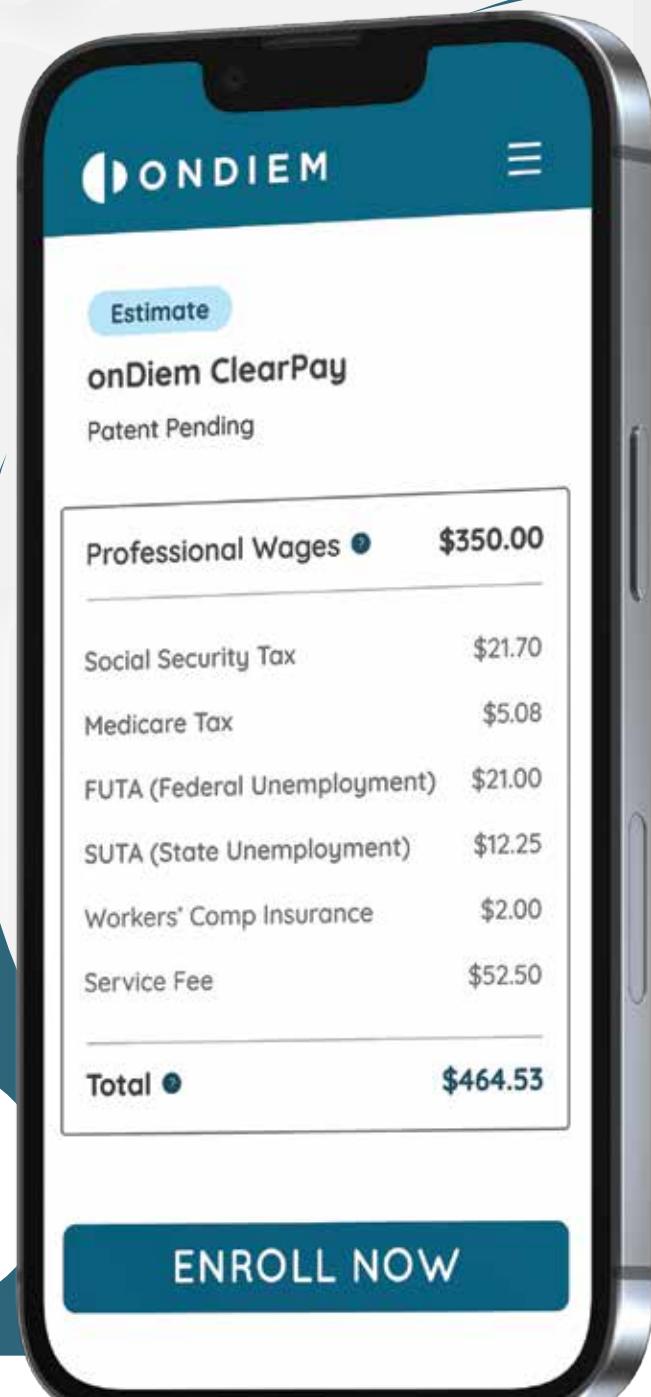 ONDIEM
Estimate
onDiem ClearPay
Patent Pending
Professional Wages ? $350.00
Social Security Tax $21.70
Medicare Tax $5.08
FUTA (Federal Unemployment) $21.00
SUTA (State Unemployment) $12.25
Workers' Comp Insurance $2.00
Service Fee $52.50
Total ? $464.53
ENROLL NOW